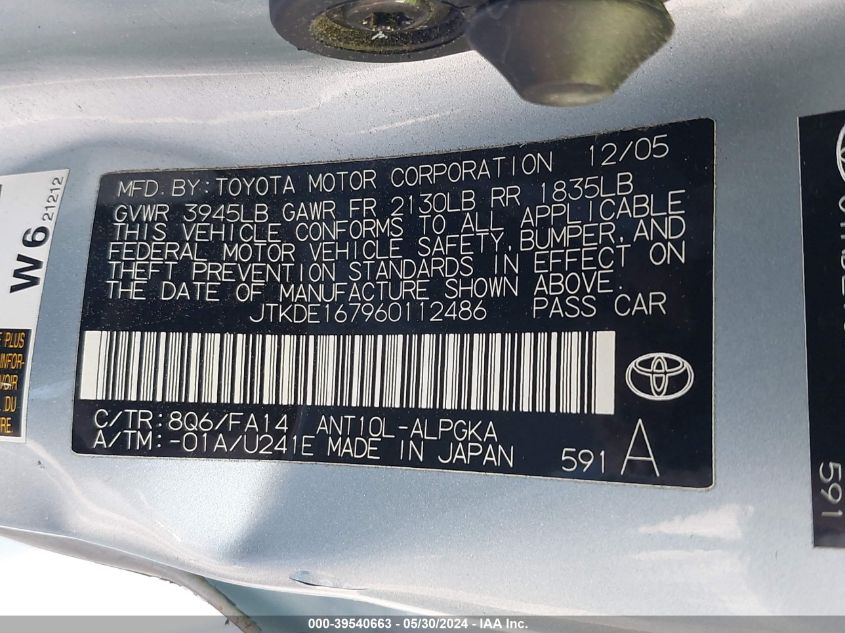 MFD. BY: TOYOTA MOTOR CORPORATION 12/05
GVWR 3945LB GAWR FR 2130LB RR 1835LB
THIS VEHICLE CONFORMS TO ALL APPLICABLE
FEDERAL MOTOR VEHICLE SAFETY, BUMPER, AND
THEFT PREVENTION STANDARDS IN EFFECT ON
THE DATE OF MANUFACTURE SHOWN ABOVE.
JTKDE167960112486 PASS CAR
C/TR: 8Q6/FA14 ANT10L-ALPGKA
A/TM: -01A/U241E MADE IN JAPAN
591 A
W6 21212
PLUS
INFOR-
DU
591
000-39540663 - 05/30/2024 - IAA Inc.